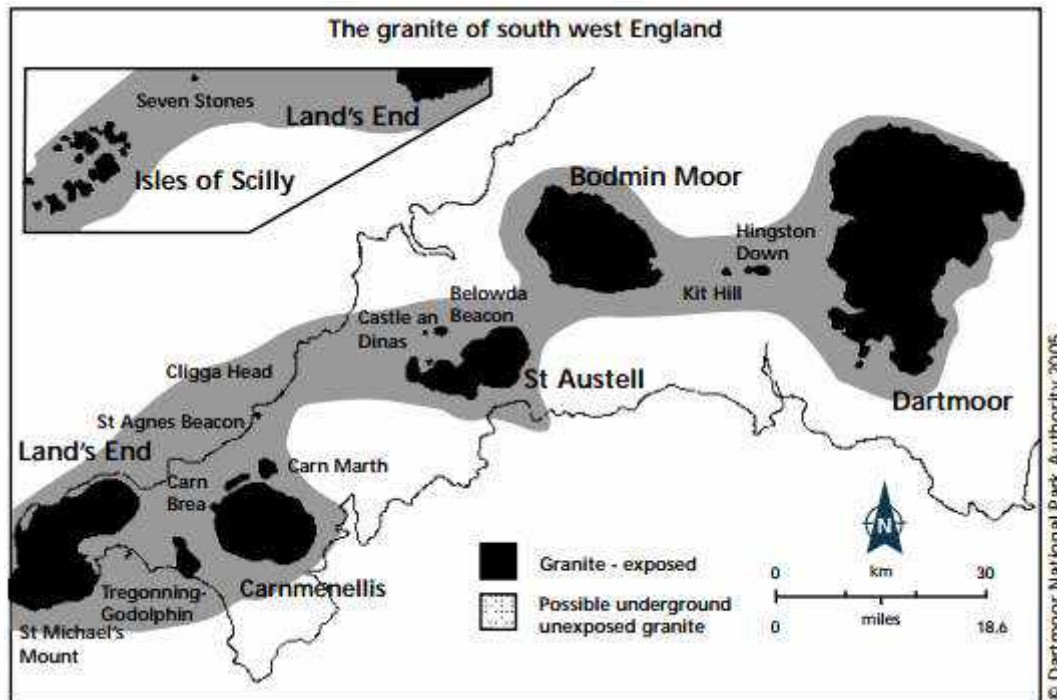 The granite of south west England
Seven Stones
Land's End
Isles of Scilly
Bodmin Moor
Hingston
Down
Kit Hill
Belowda
Beacon
Castle an
Dinas
Cligga Head
St Austell
Dartmoor
St Agnes Beacon
Land's End
Carn Marth
Carn
Brea
Carnmenellis
Tregonning-
Godolphin
St Michael's
Mount
N
Granite - exposed
Possible underground
unexposed granite
0 km 30
0 miles 18.6
© Dartmoor National Park Authority 2005